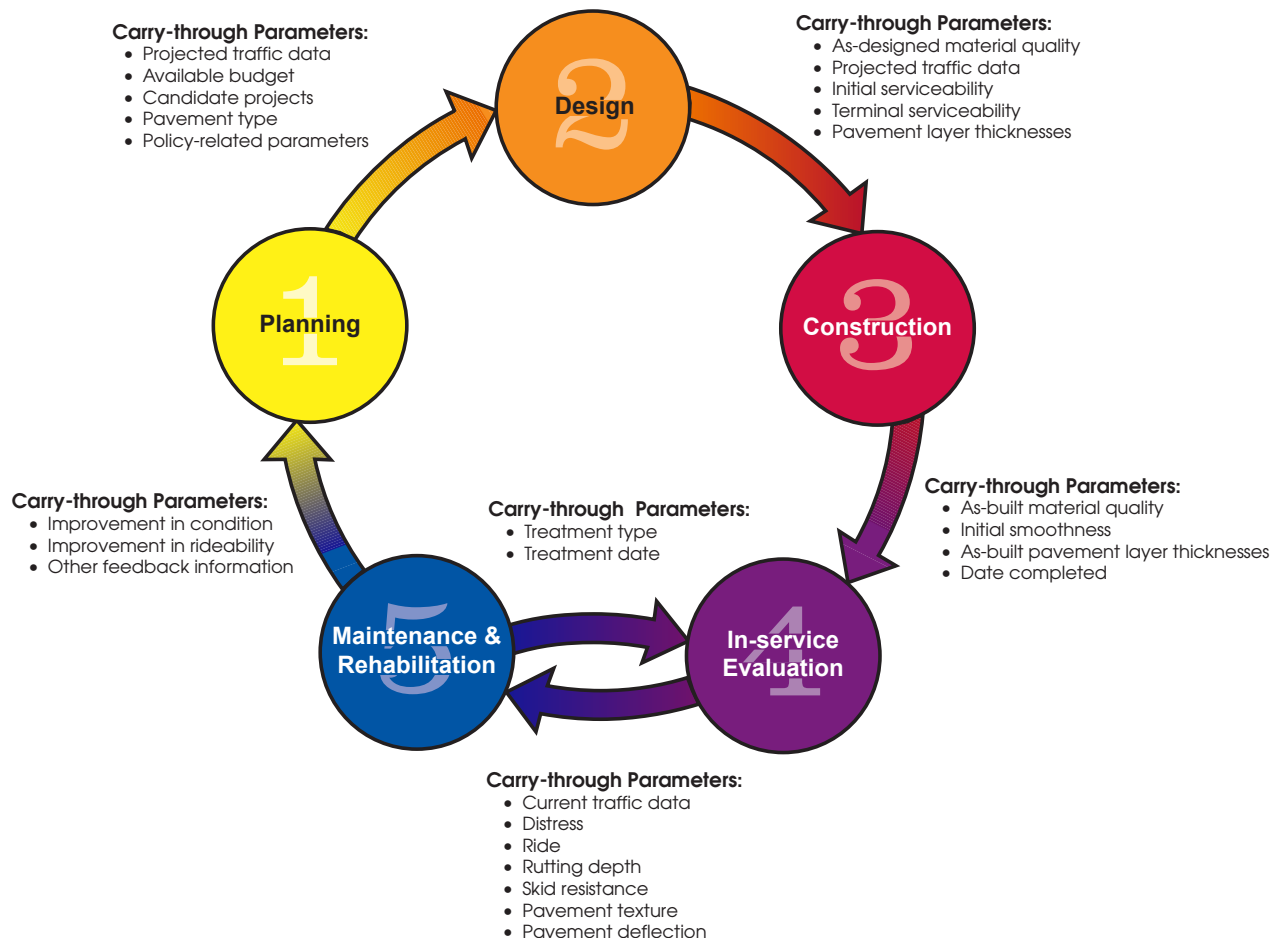 Carry-through Parameters:
• Projected traffic data
• Available budget
• Candidate projects
• Pavement type
• Policy-related parameters
2
Design
Carry-through Parameters:
• As-designed material quality
• Projected traffic data
• Initial serviceability
• Terminal serviceability
• Pavement layer thicknesses
1
Planning
3
Construction
Carry-through Parameters:
• Improvement in condition
• Improvement in rideability
• Other feedback information
Carry-through Parameters:
• Treatment type
• Treatment date
Carry-through Parameters:
• As-built material quality
• Initial smoothness
• As-built pavement layer thicknesses
• Date completed
5
Maintenance &
Rehabilitation
4
In-service
Evaluation
Carry-through Parameters:
• Current traffic data
• Distress
• Ride
• Rutting depth
• Skid resistance
• Pavement texture
• Pavement deflection